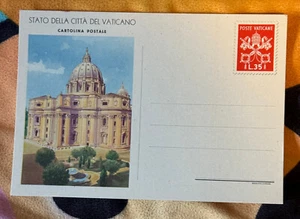 STATO DELLA CITTÀ DEL VATICANO
CARTOLINA POSTALE
POSTE VATICANE
L.35